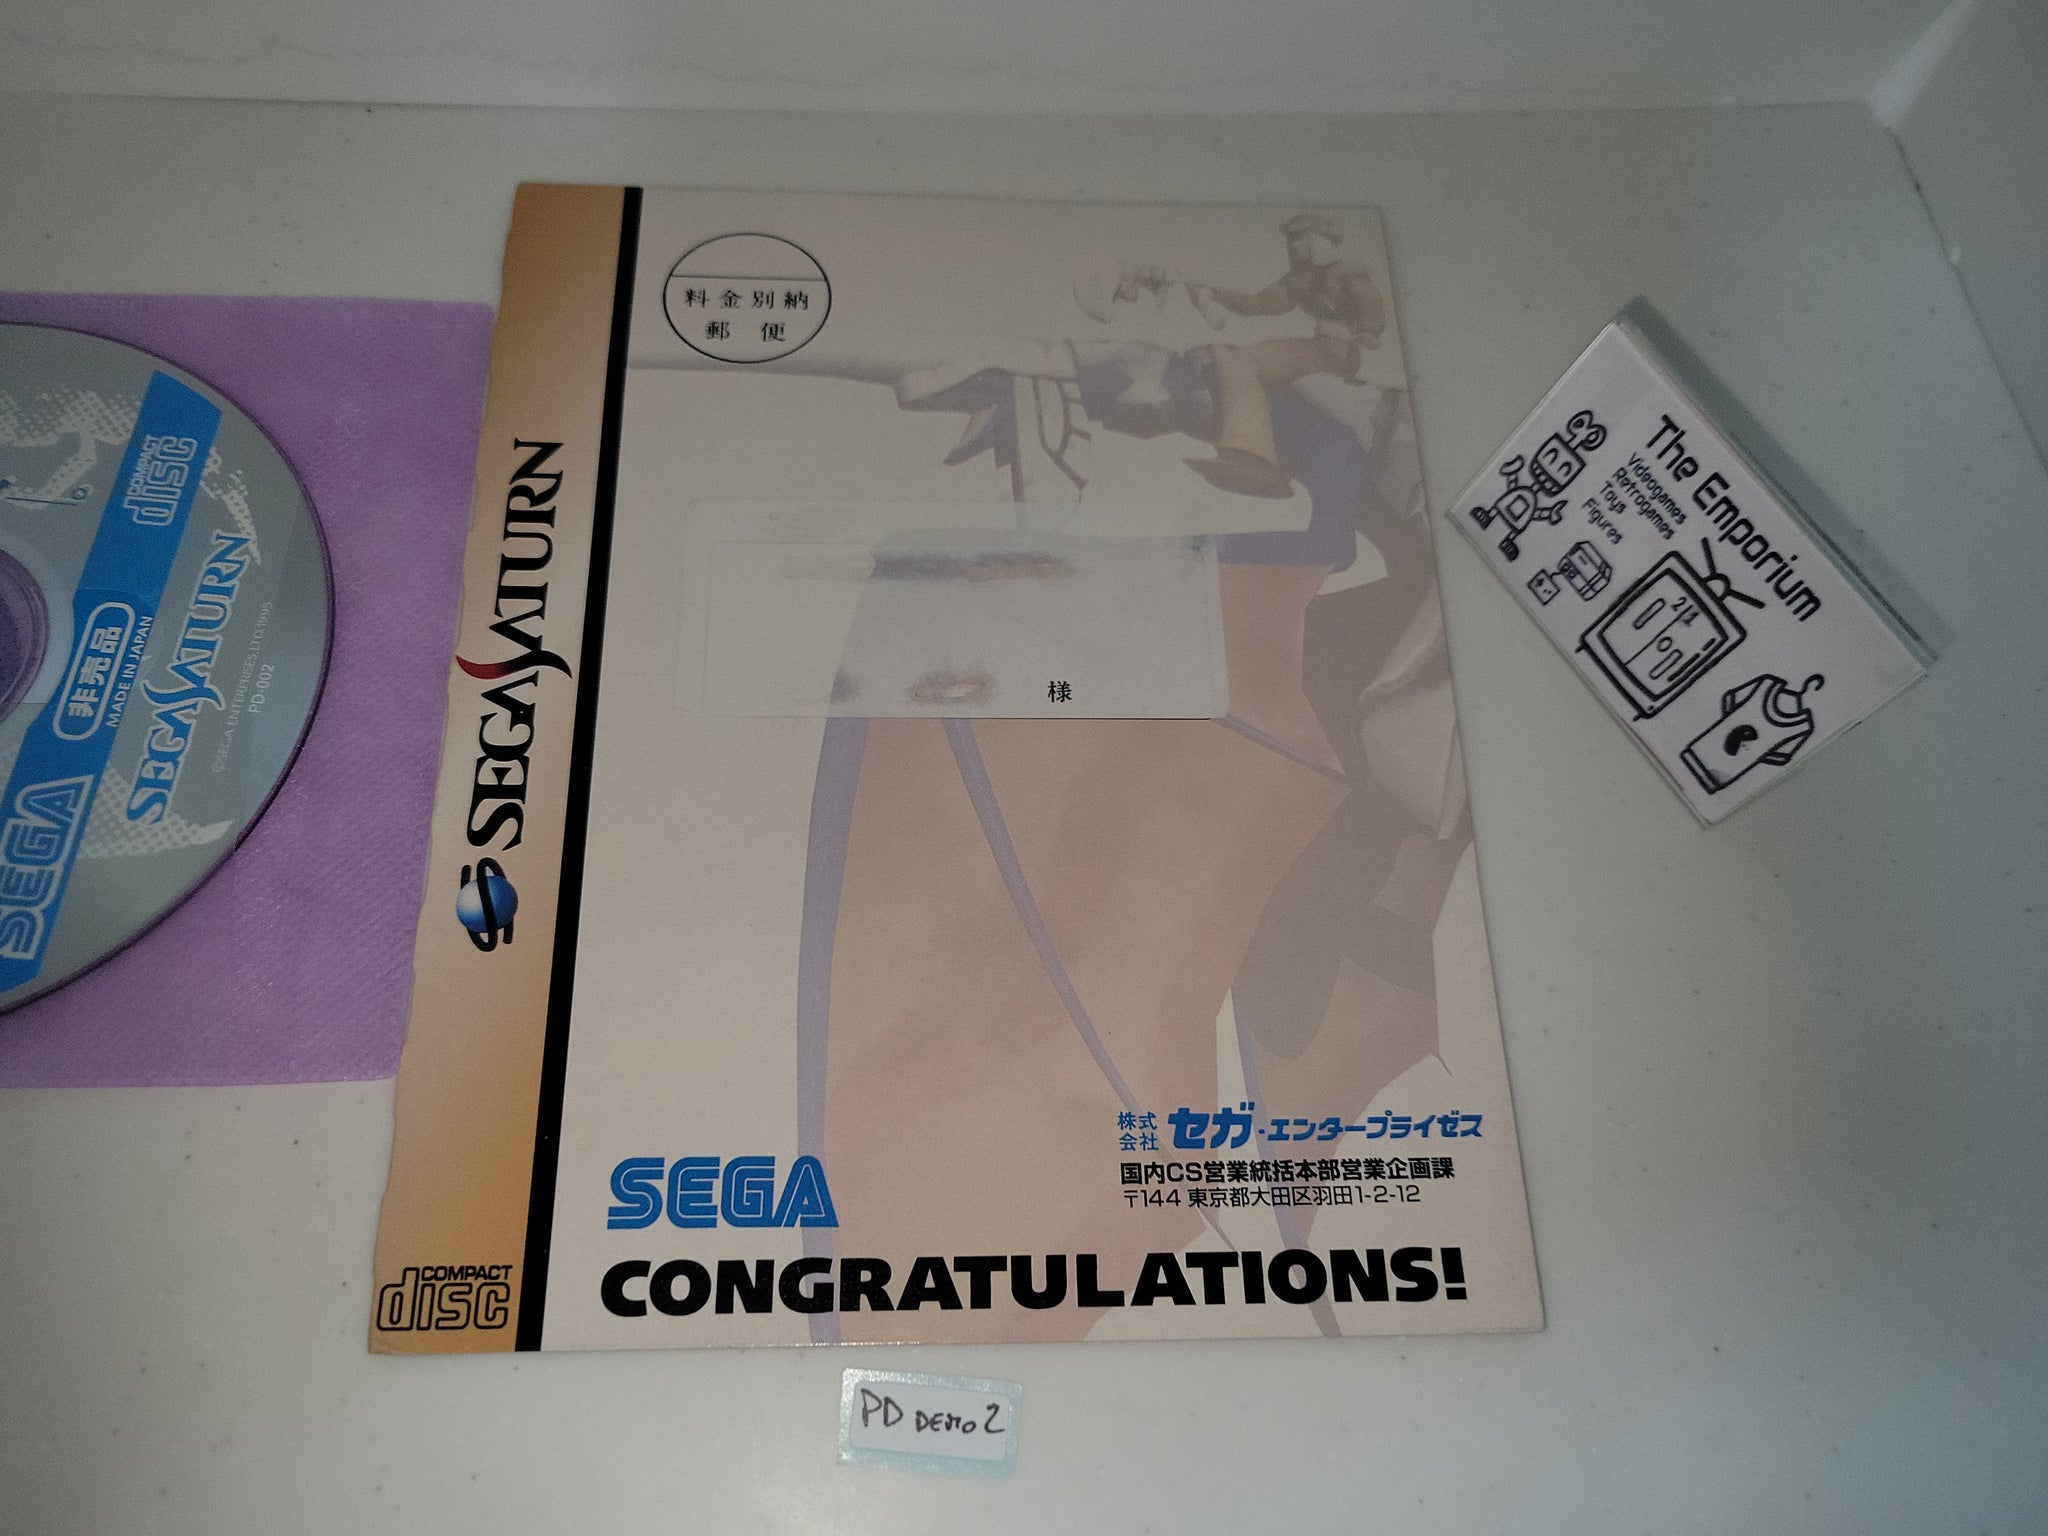 COMPACT
disc
SEGA SATURN
©SEGA ENTERPRISES,LTD.1995
PD-002
非売品
MADE IN JAPAN
SEGA
SEGA SATURN
COMPACT
disc
料金別納
郵便
様
株式会社 セガ・エンタープライゼス
国内CS営業統括本部営業企画課
〒144 東京都大田区羽田1-2-12
SEGA
CONGRATULATIONS!
The Emporium
Videogames
Retrogames
Toys
Figures
PD DEMO 2